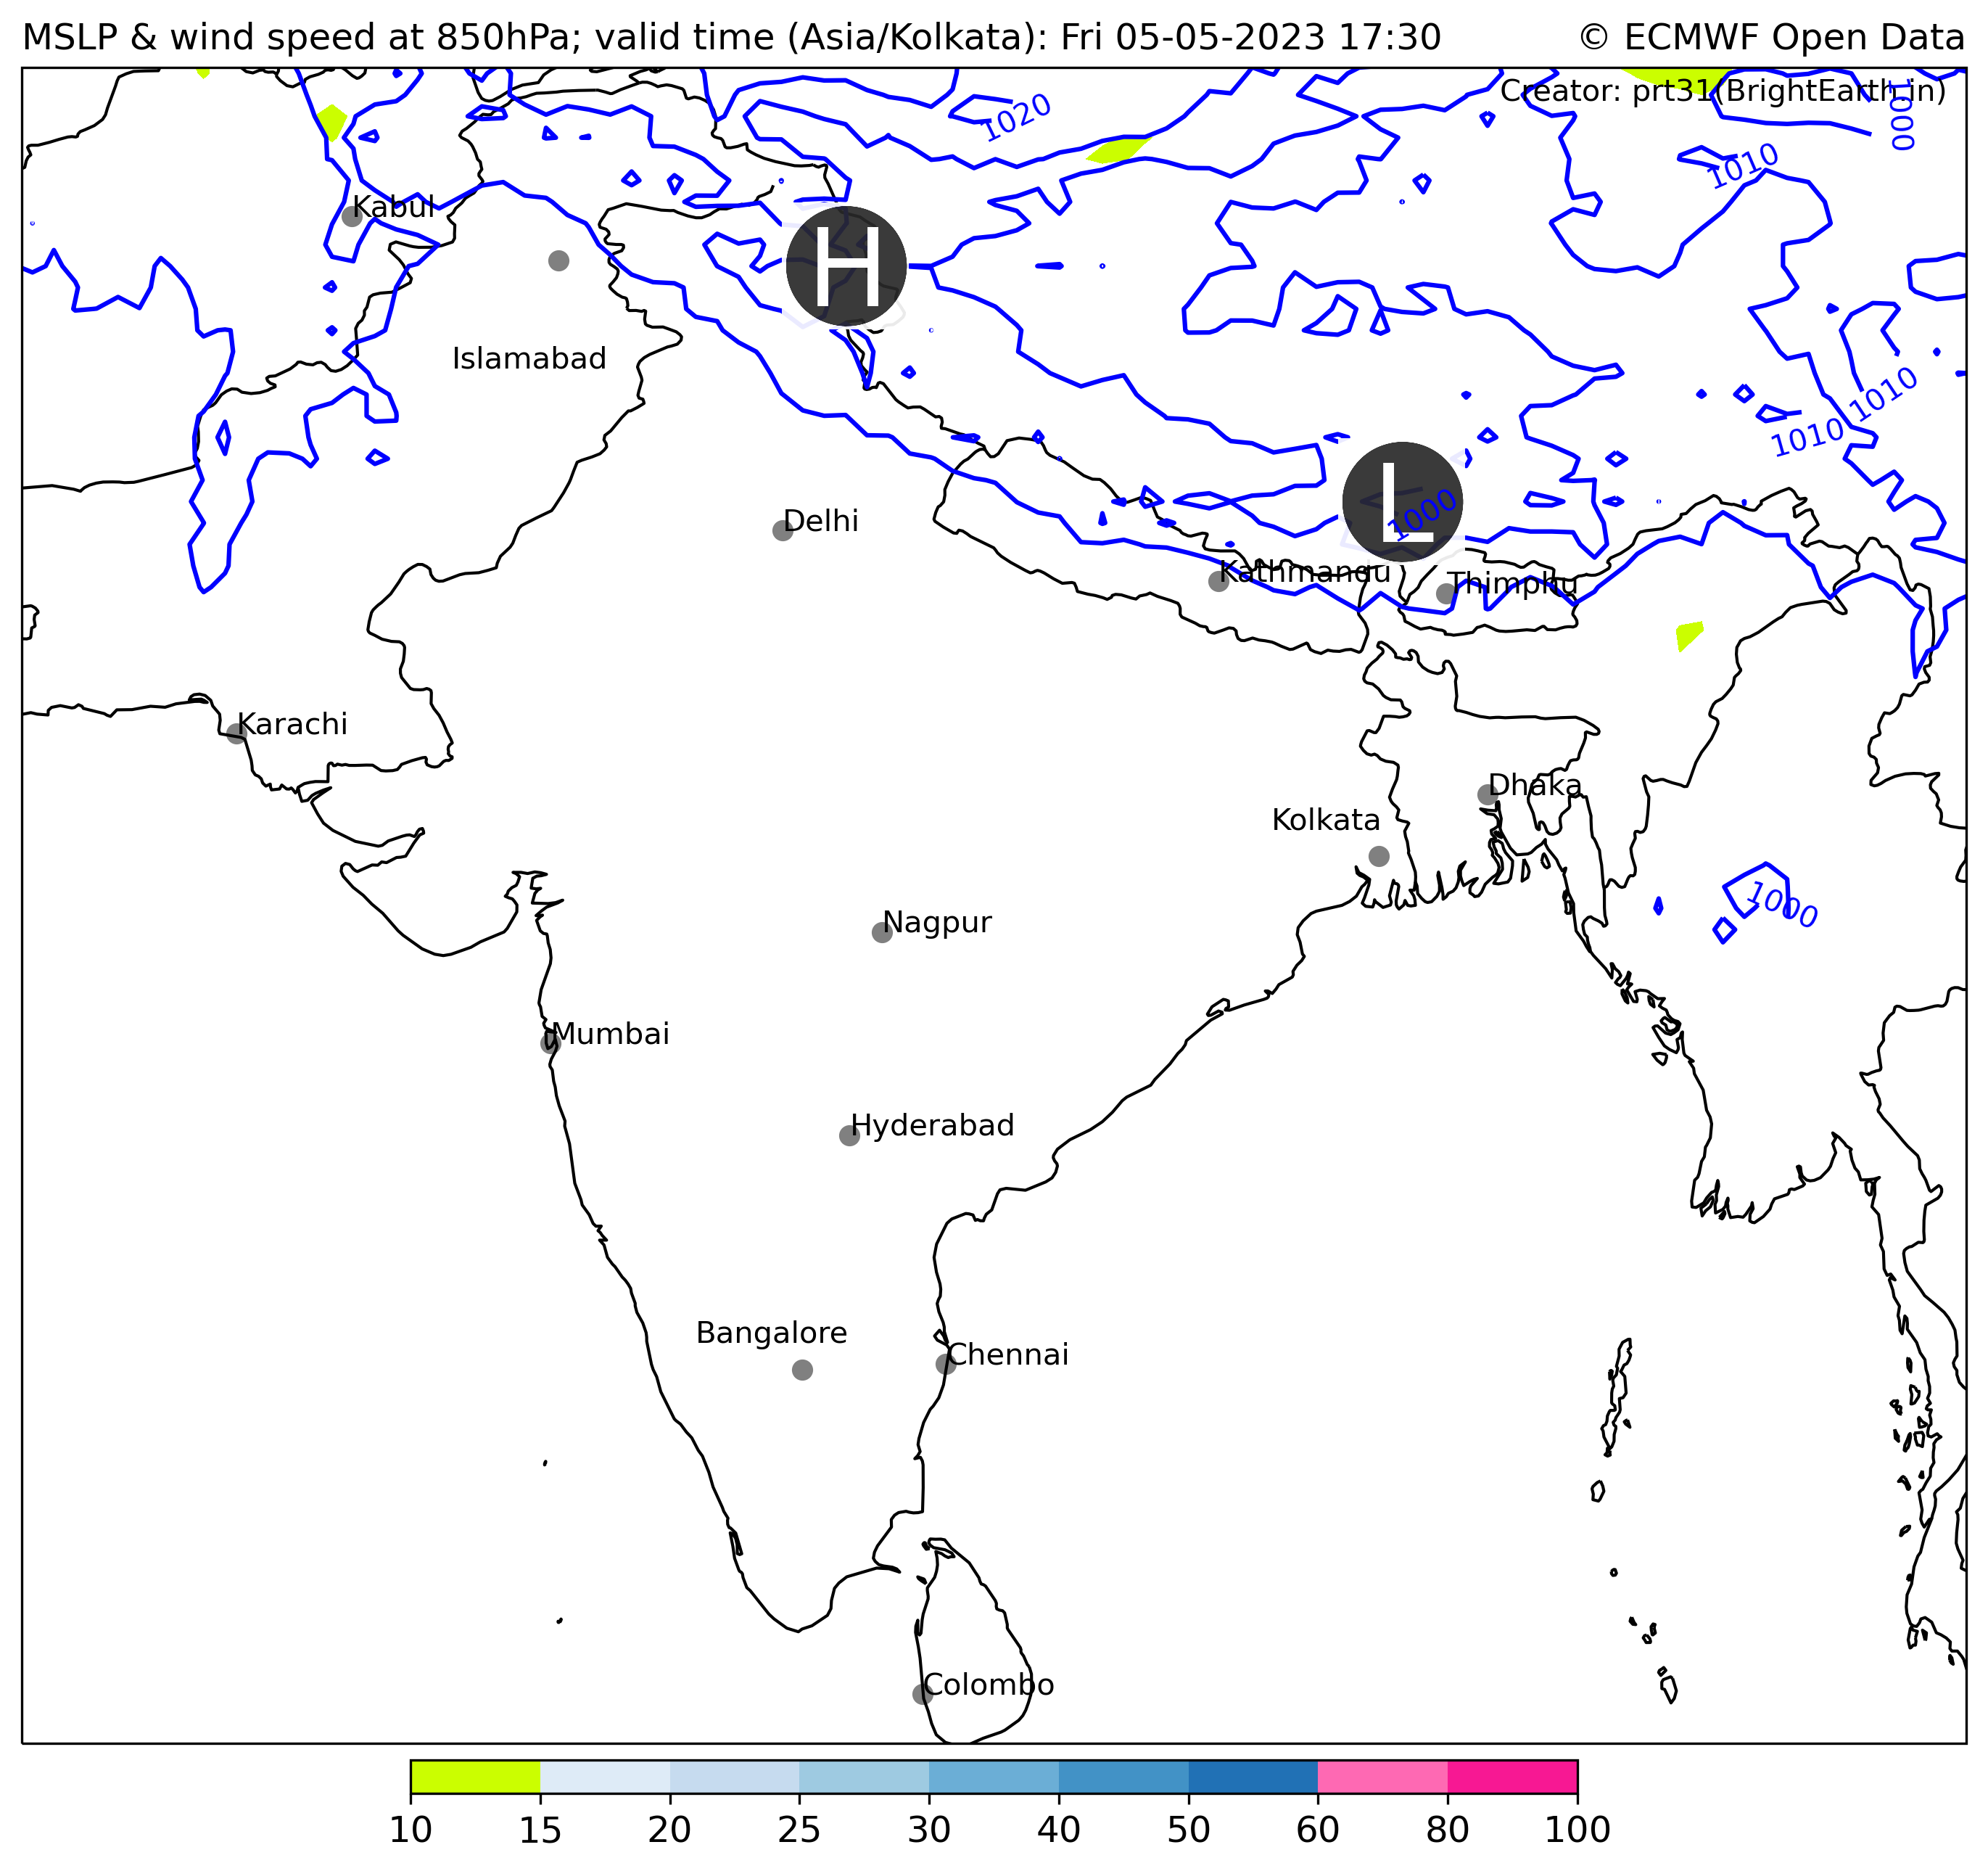 MSLP & wind speed at 850hPa; valid time (Asia/Kolkata): Fri 05-05-2023 17:30 © ECMWF Open Data
Creator: prt31(BrightEarth.in)
1020
1000
1010
Kabul
H
Islamabad
1010
1010
Delhi
L
1000
Kathmandu
Thimphu
Karachi
Dhaka
Kolkata
1000
Nagpur
Mumbai
Hyderabad
Bangalore
Chennai
Colombo
10 15 20 25 30 40 50 60 80 100